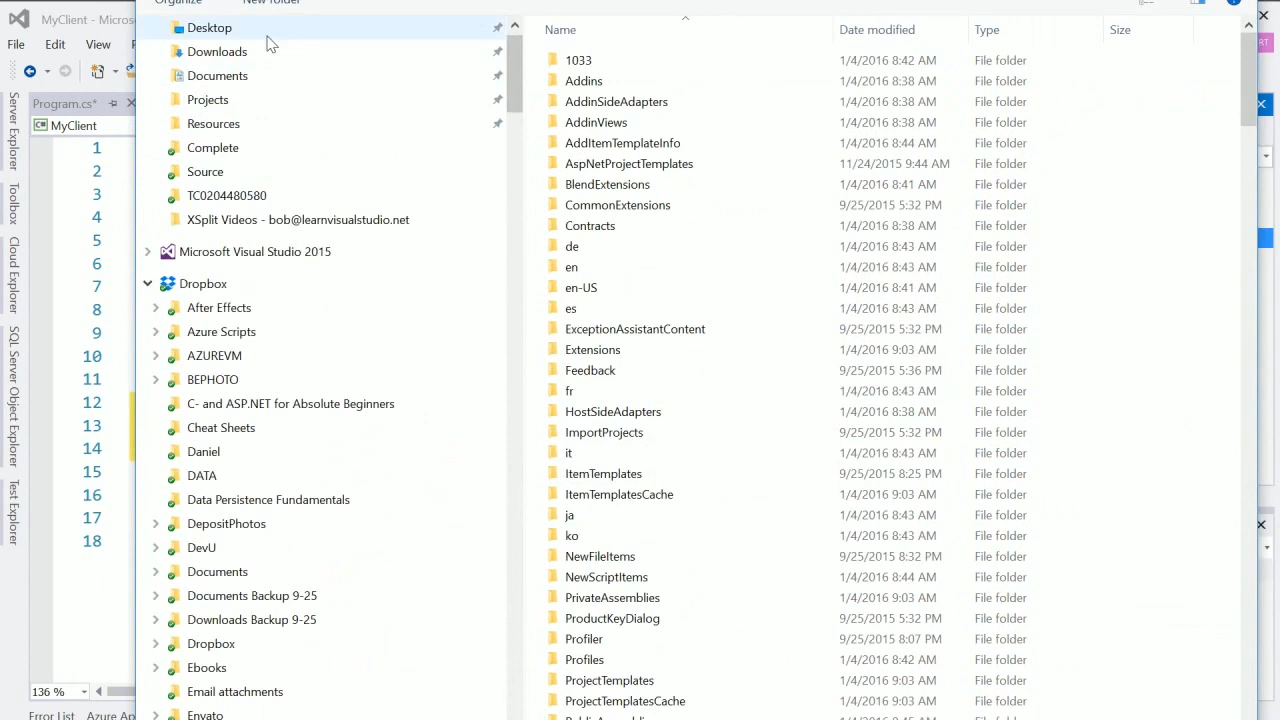 Organize New folder
MyClient - Micros
File Edit View
Program.cs*
MyClient
1
2
3
4
5
6
7
8
9
10
11
12
13
14
15
16
17
18
136 %
Error List Azure Ap
Server Explorer
Toolbox
Cloud Explorer
SQL Server Object Explorer
Test Explorer
Desktop
Downloads
Documents
Projects
Resources
Complete
Source
TC0204480580
XSplit Videos - bob@learnvisualstudio.net
Microsoft Visual Studio 2015
Dropbox
After Effects
Azure Scripts
AZUREVM
BEPHOTO
C- and ASP.NET for Absolute Beginners
Cheat Sheets
Daniel
DATA
Data Persistence Fundamentals
DepositPhotos
DevU
Documents
Documents Backup 9-25
Downloads Backup 9-25
Dropbox
Ebooks
Email attachments
Envato
Name Date modified Type Size
1033 1/4/2016 8:42 AM File folder
Addins 1/4/2016 8:38 AM File folder
AddinSideAdapters 1/4/2016 8:38 AM File folder
AddinViews 1/4/2016 8:38 AM File folder
AddItemTemplateInfo 1/4/2016 8:44 AM File folder
AspNetProjectTemplates 11/24/2015 9:44 AM File folder
BlendExtensions 1/4/2016 8:41 AM File folder
CommonExtensions 9/25/2015 5:32 PM File folder
Contracts 1/4/2016 8:38 AM File folder
de 1/4/2016 8:43 AM File folder
en 1/4/2016 8:43 AM File folder
en-US 1/4/2016 8:41 AM File folder
es 1/4/2016 8:43 AM File folder
ExceptionAssistantContent 9/25/2015 5:32 PM File folder
Extensions 1/4/2016 9:03 AM File folder
Feedback 9/25/2015 5:36 PM File folder
fr 1/4/2016 8:43 AM File folder
HostSideAdapters 1/4/2016 8:38 AM File folder
ImportProjects 9/25/2015 5:32 PM File folder
it 1/4/2016 8:43 AM File folder
ItemTemplates 9/25/2015 8:25 PM File folder
ItemTemplatesCache 1/4/2016 9:03 AM File folder
ja 1/4/2016 8:43 AM File folder
ko 1/4/2016 8:43 AM File folder
NewFileItems 9/25/2015 8:32 PM File folder
NewScriptItems 1/4/2016 8:44 AM File folder
PrivateAssemblies 1/4/2016 9:03 AM File folder
ProductKeyDialog 9/25/2015 5:32 PM File folder
Profiler 9/25/2015 8:07 PM File folder
Profiles 1/4/2016 8:42 AM File folder
ProjectTemplates 1/4/2016 9:03 AM File folder
ProjectTemplatesCache 1/4/2016 9:03 AM File folder
RT